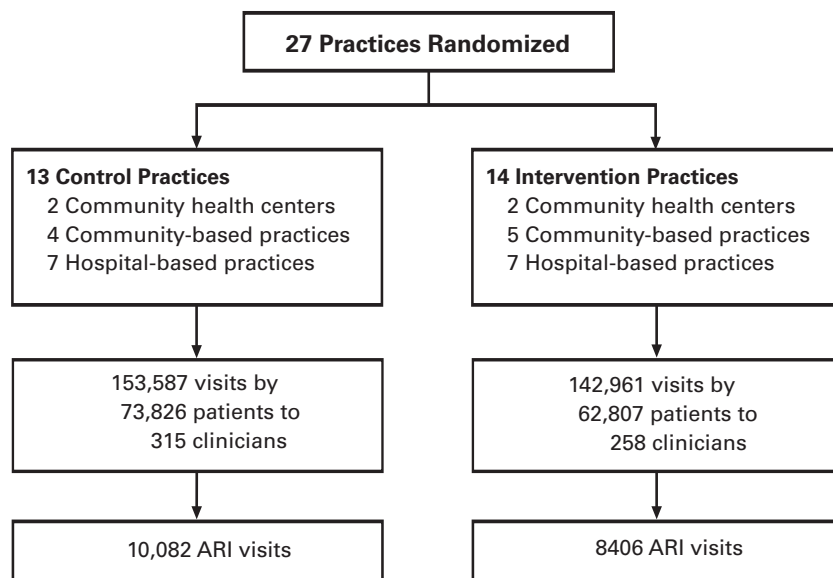 27 Practices Randomized
13 Control Practices
2 Community health centers
4 Community-based practices
7 Hospital-based practices
14 Intervention Practices
2 Community health centers
5 Community-based practices
7 Hospital-based practices
153,587 visits by
73,826 patients to
315 clinicians
142,961 visits by
62,807 patients to
258 clinicians
10,082 ARI visits
8406 ARI visits